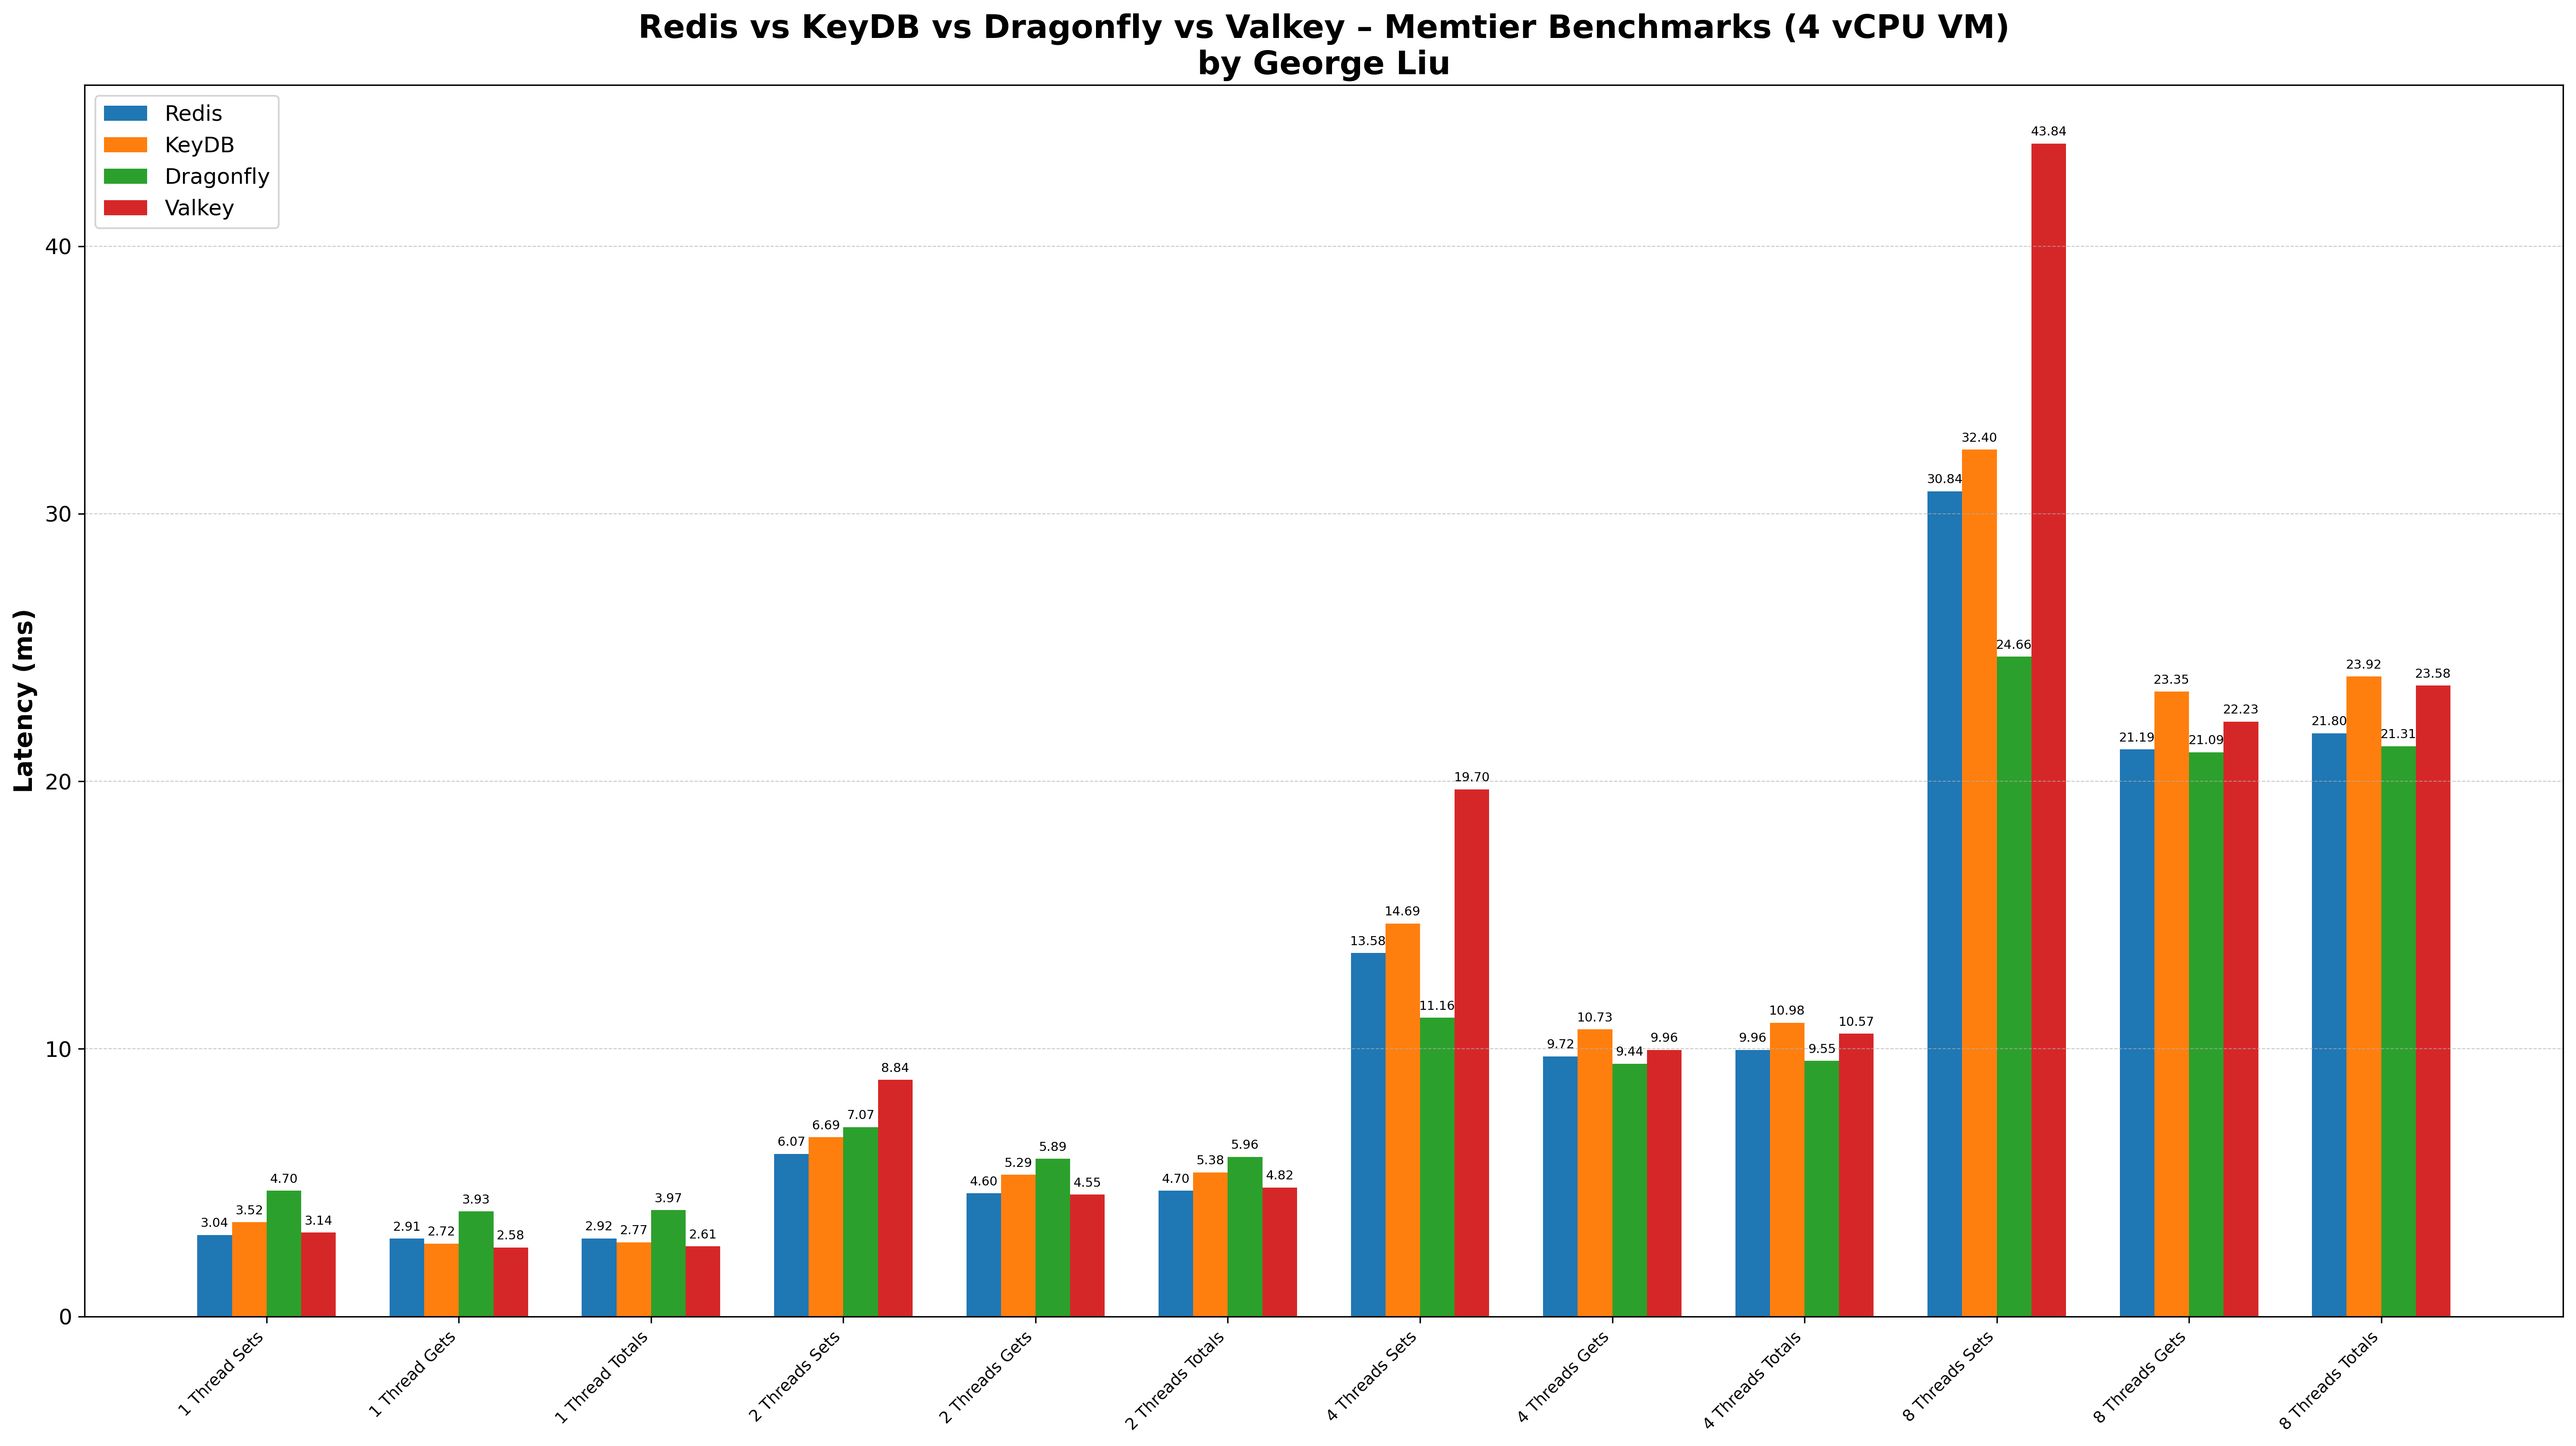 Redis vs KeyDB vs Dragonfly vs Valkey – Memtier Benchmarks (4 vCPU VM)
by George Liu
Redis
KeyDB
Dragonfly
Valkey
Latency (ms)
40
30
20
10
0
3.04 3.52 4.70 3.14
2.91 2.72 3.93 2.58
2.92 2.77 3.97 2.61
6.07 6.69 7.07 8.84
4.60 5.29 5.89 4.55
4.70 5.38 5.96 4.82
13.58 14.69 11.16 19.70
9.72 10.73 9.44 9.96
9.96 10.98 9.55 10.57
30.84 32.40 24.66 43.84
21.19 23.35 21.09 22.23
21.80 23.92 21.31 23.58
1 Thread Sets
1 Thread Gets
1 Thread Totals
2 Threads Sets
2 Threads Gets
2 Threads Totals
4 Threads Sets
4 Threads Gets
4 Threads Totals
8 Threads Sets
8 Threads Gets
8 Threads Totals